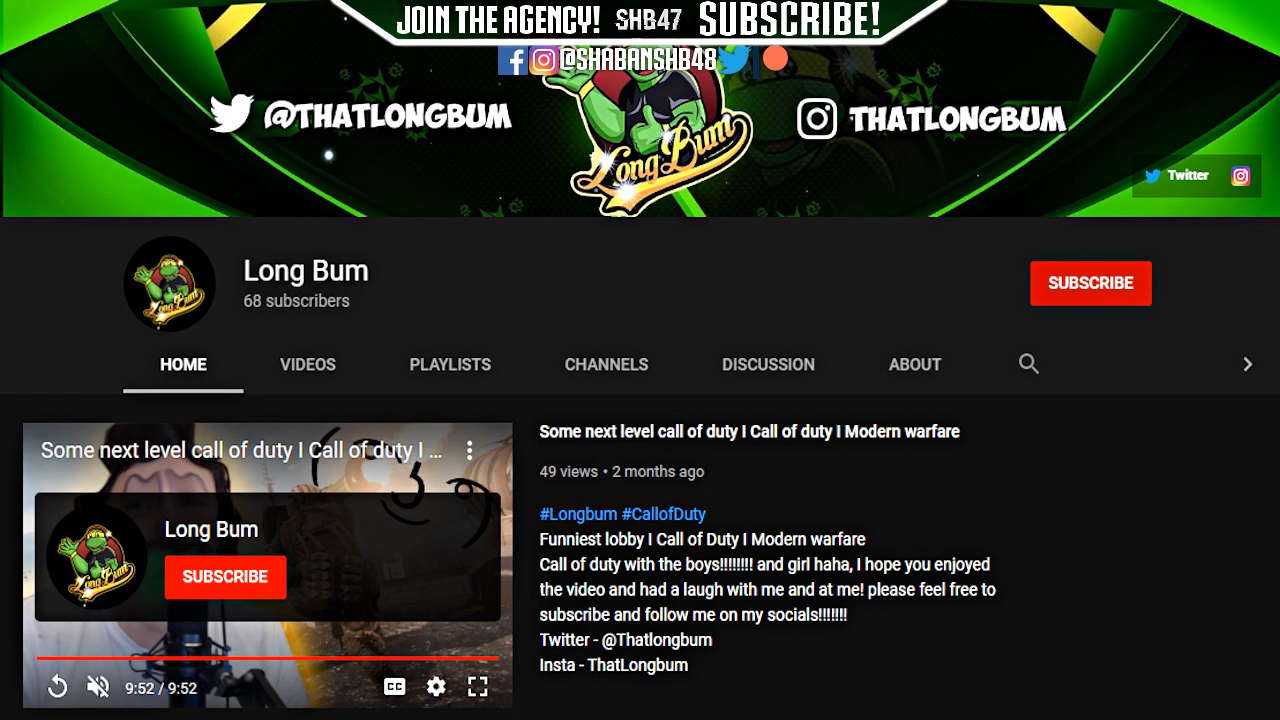 JOIN THE AGENCY! SHB47 SUBSCRIBE!
@SHABANSHB48
@THATLONGBUM
Long Bum
THATLONGBUM
Twitter
Long Bum
Long Bum
68 subscribers
SUBSCRIBE
HOME VIDEOS PLAYLISTS CHANNELS DISCUSSION ABOUT
Some next level call of duty I Call of duty I ...
Long Bum
Long Bum
SUBSCRIBE
9:52 / 9:52
CC
Some next level call of duty I Call of duty I Modern warfare
49 views • 2 months ago
#Longbum #CallofDuty
Funniest lobby I Call of Duty I Modern warfare
Call of duty with the boys!!!!!!!! and girl haha, I hope you enjoyed
the video and had a laugh with me and at me! please feel free to
subscribe and follow me on my socials!!!!!!!
Twitter - @Thatlongbum
Insta - ThatLongbum